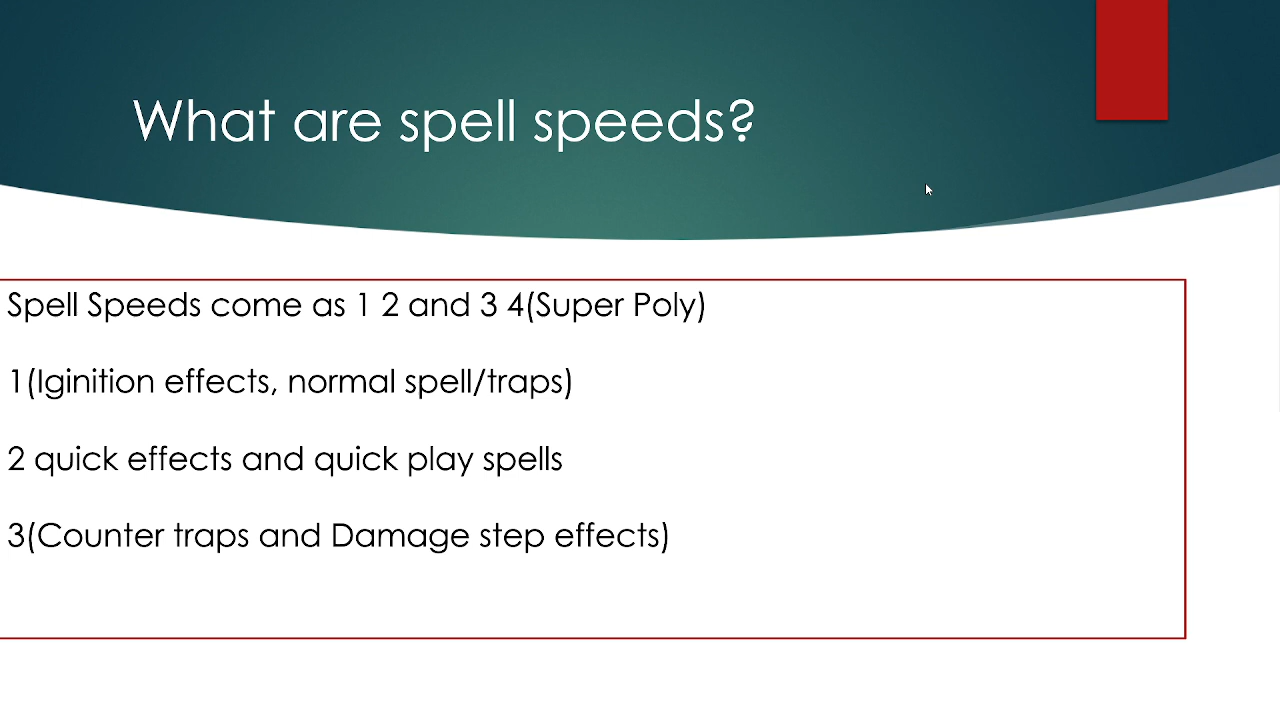 What are spell speeds?
Spell Speeds come as 1 2 and 3 4(Super Poly)
1(Iginition effects, normal spell/traps)
2 quick effects and quick play spells
3(Counter traps and Damage step effects)